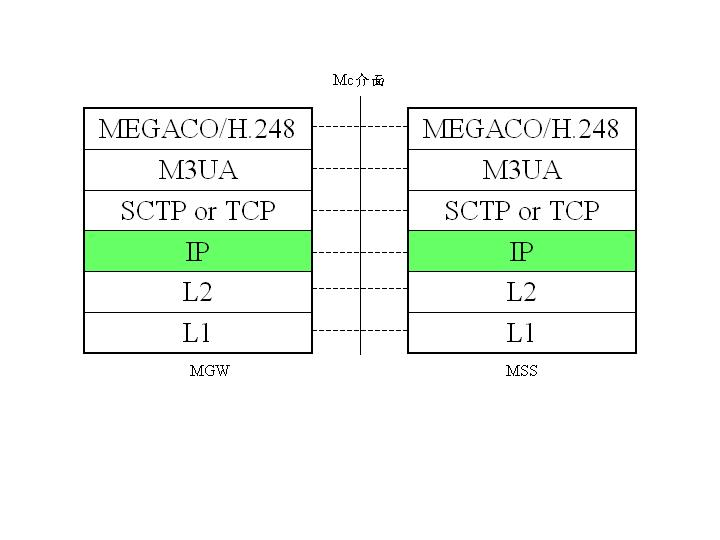 Mc介面
MEGACO/H.248
M3UA
SCTP or TCP
IP
L2
L1
MGW
MEGACO/H.248
M3UA
SCTP or TCP
IP
L2
L1
MSS